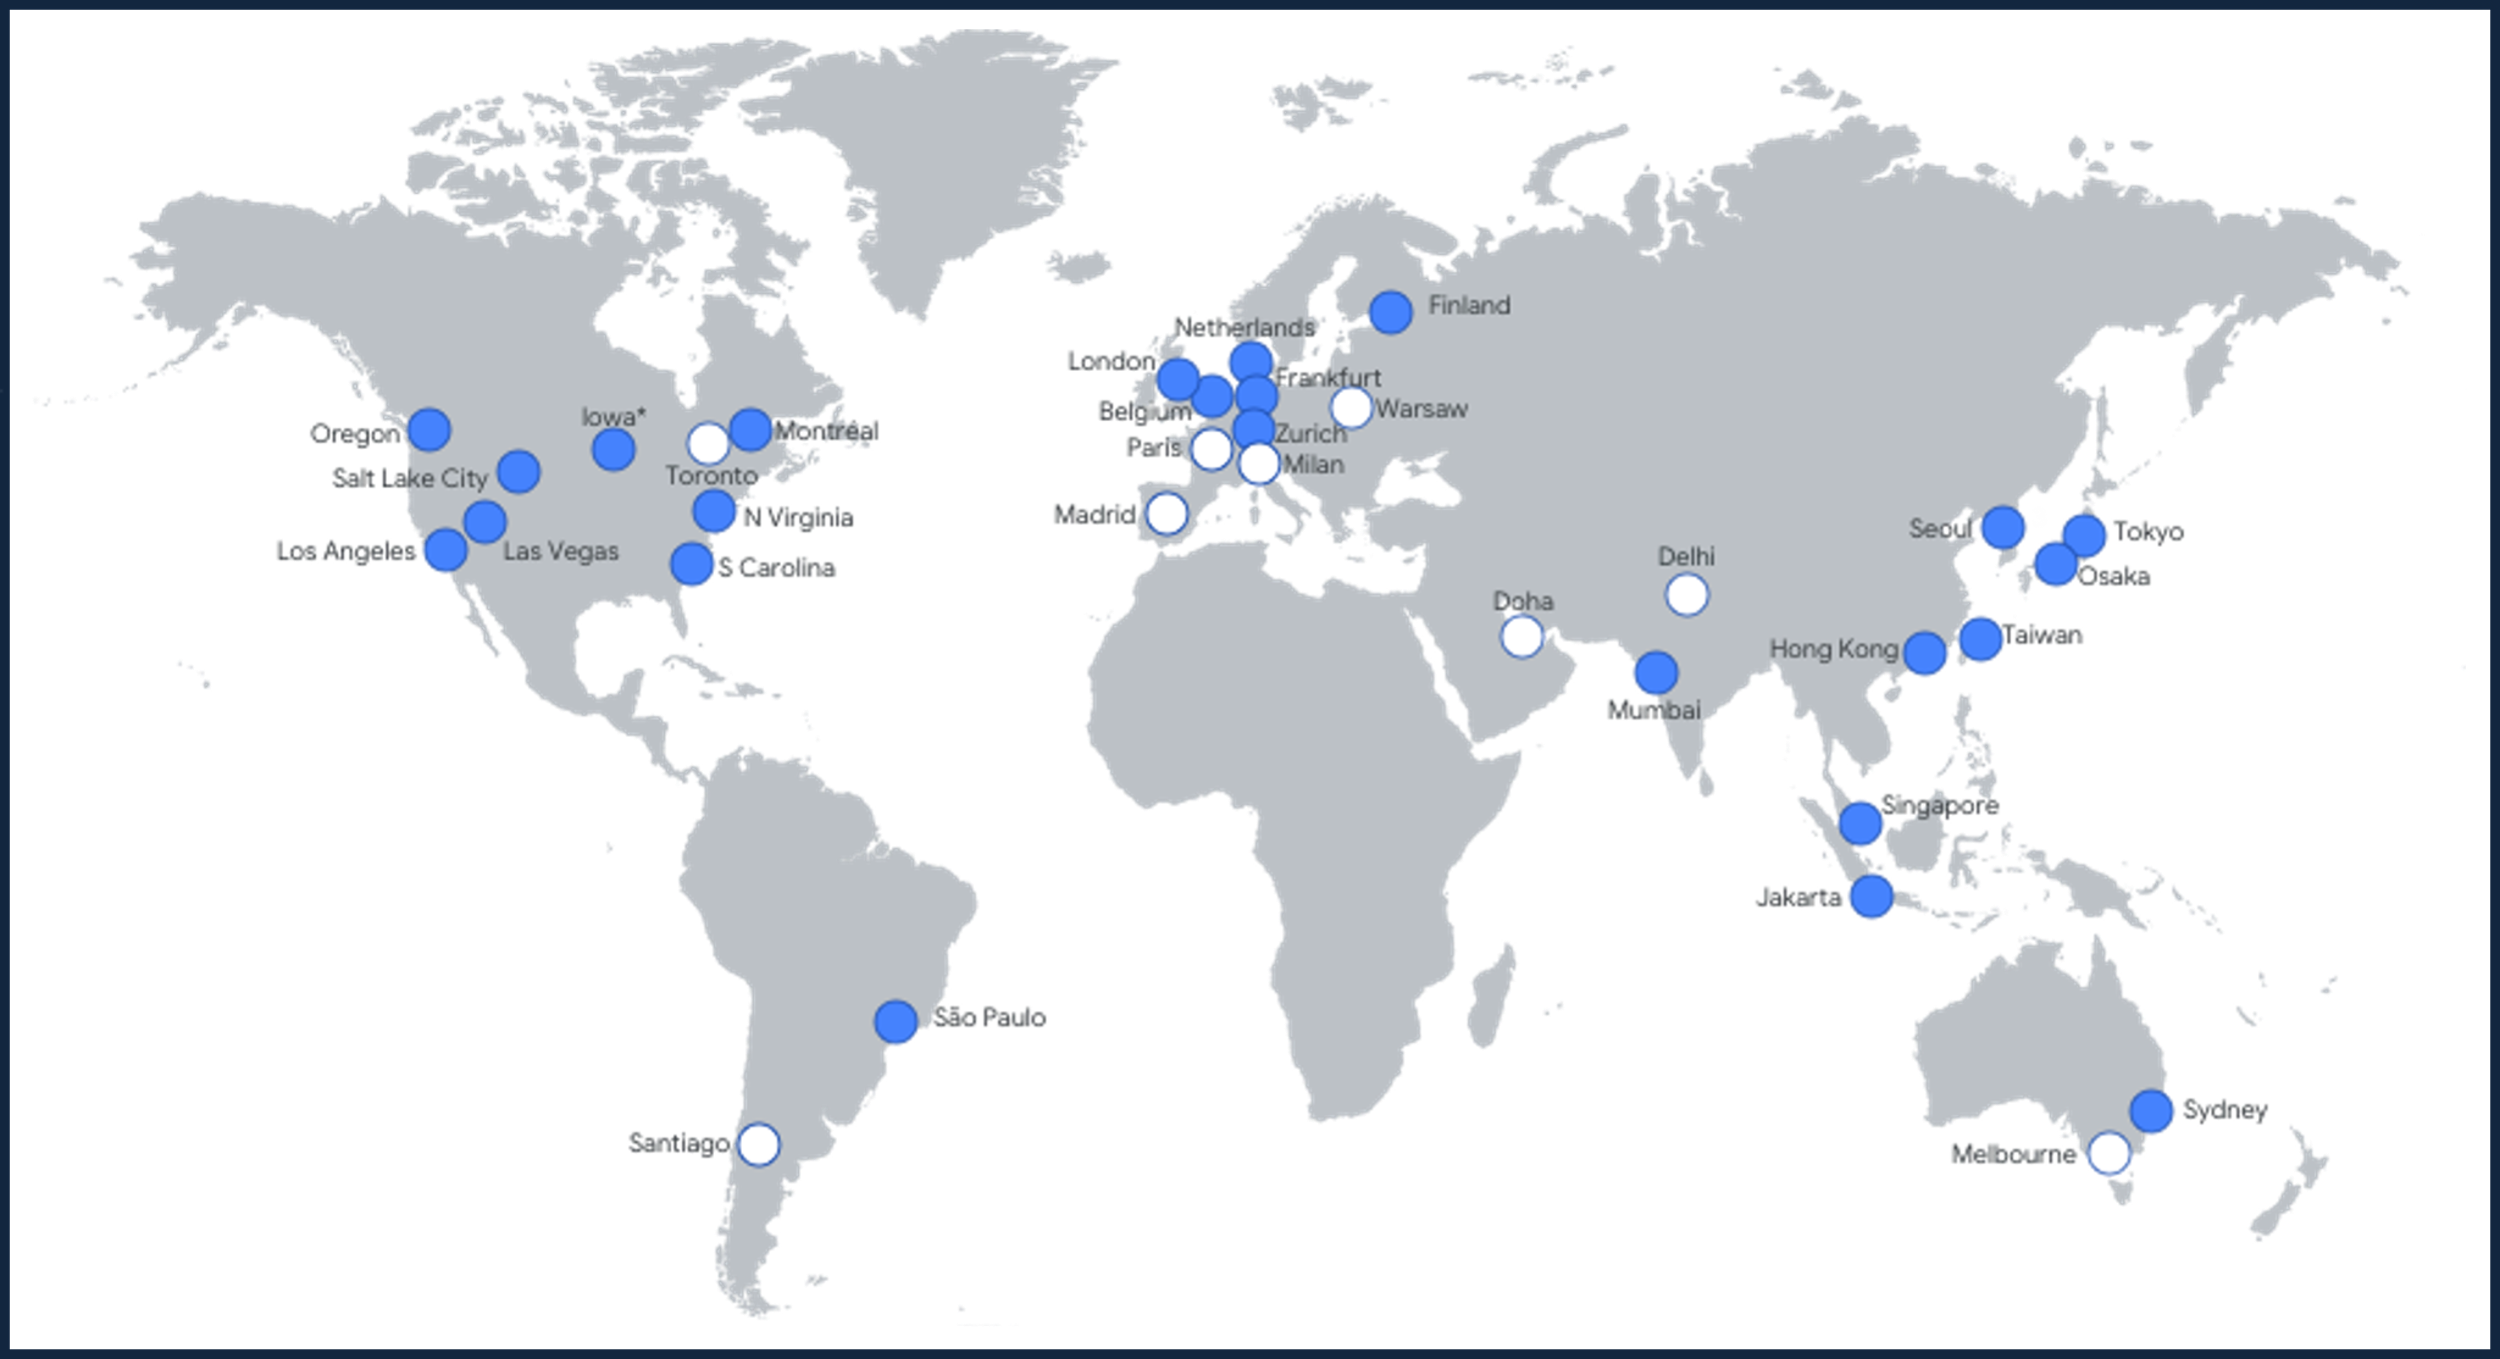 Finland
Netherlands
London
Frankfurt
Belgium
Warsaw
Iowa*
Oregon
Montréal
Zurich
Paris
Milan
Salt Lake City
Toronto
N Virginia
Madrid
Seoul
Tokyo
Los Angeles
Las Vegas
S Carolina
Delhi
Osaka
Doha
Taiwan
Hong Kong
Mumbai
Singapore
Jakarta
São Paulo
Sydney
Santiago
Melbourne